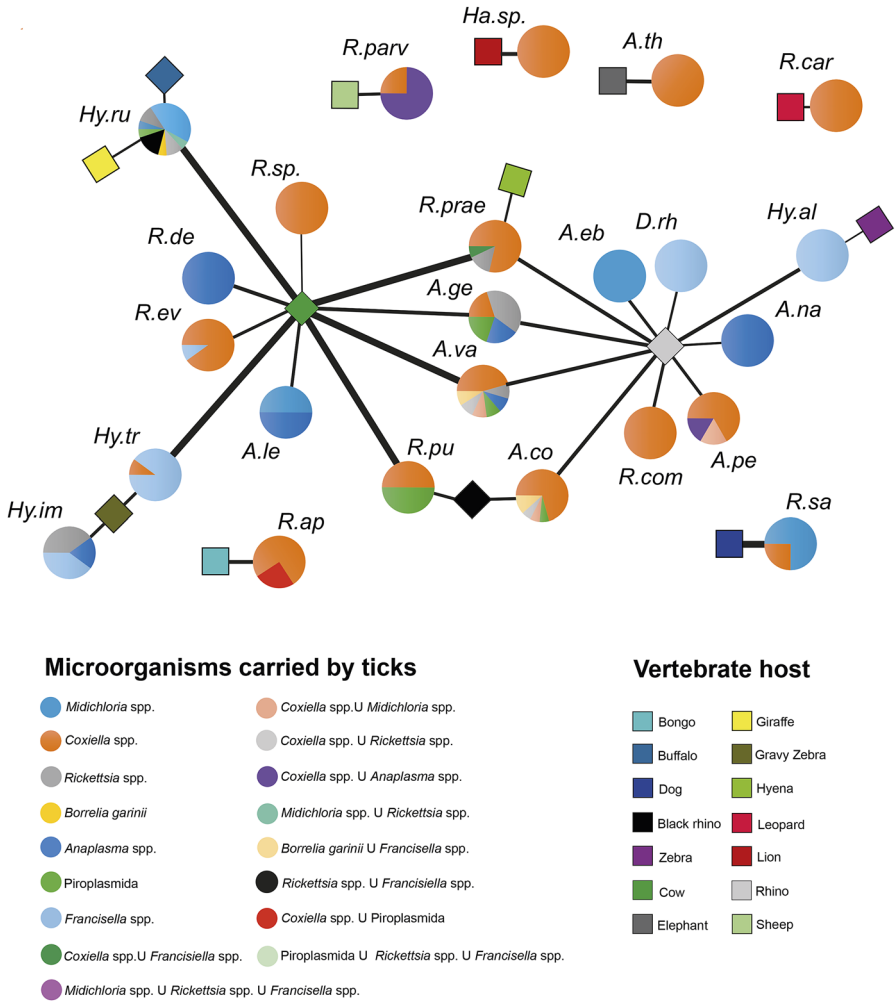 Ha.sp.
R.parv
A.th
R.car
Hy.ru
R.sp.
R.prae
A.eb
D.rh
Hy.al
R.de
A.ge
R.ev
A.na
A.va
Hy.tr
A.le
R.pu
A.co
R.com
A.pe
Hy.im
R.ap
R.sa
Microorganisms carried by ticks
Midichloria spp.
Coxiella spp.
Rickettsia spp.
Borrelia garinii
Anaplasma spp.
Piroplasmida
Francisella spp.
Coxiella spp.U Francisiella spp.
Midichloria spp. U Rickettsia spp. U Francisella spp.
Coxiella spp.U Midichloria spp.
Coxiella spp. U Rickettsia spp.
Coxiella spp. U Anaplasma spp.
Midichloria spp. U Rickettsia spp.
Borrelia garinii U Francisella spp.
Rickettsia spp. U Francisiella spp.
Coxiella spp. U Piroplasmida
Piroplasmida U Rickettsia spp. U Francisella spp.
Vertebrate host
Bongo
Buffalo
Dog
Black rhino
Zebra
Cow
Elephant
Giraffe
Gravy Zebra
Hyena
Leopard
Lion
Rhino
Sheep